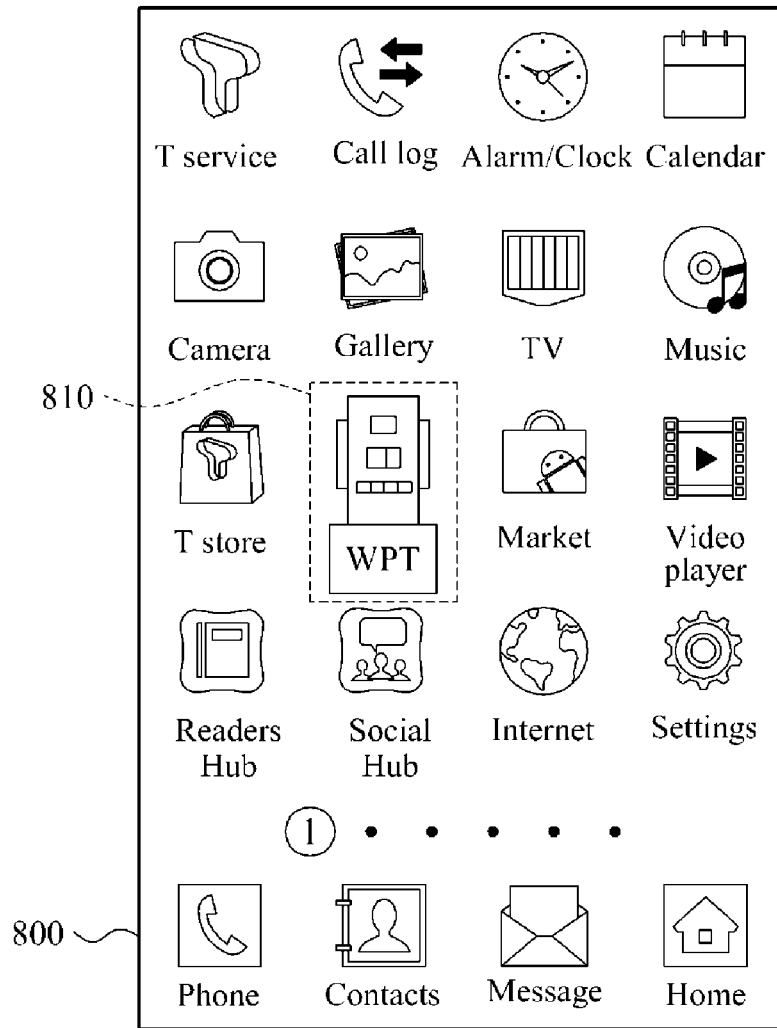 T service Call log Alarm/Clock Calendar
Camera Gallery TV Music
810
T store WPT Market Video
player
Readers Social Internet Settings
Hub Hub
1
800
Phone Contacts Message Home